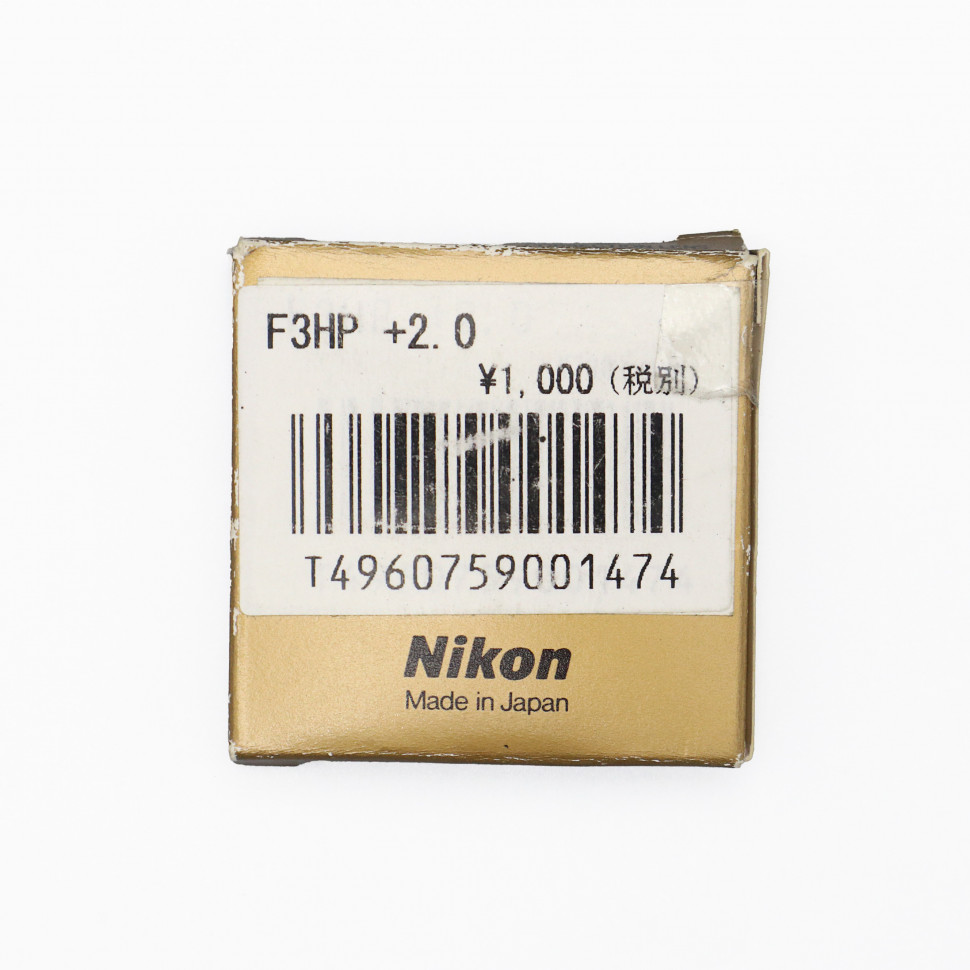 F3HP +2.0
¥1,000（税別）
T4960759001474
Nikon
Made in Japan